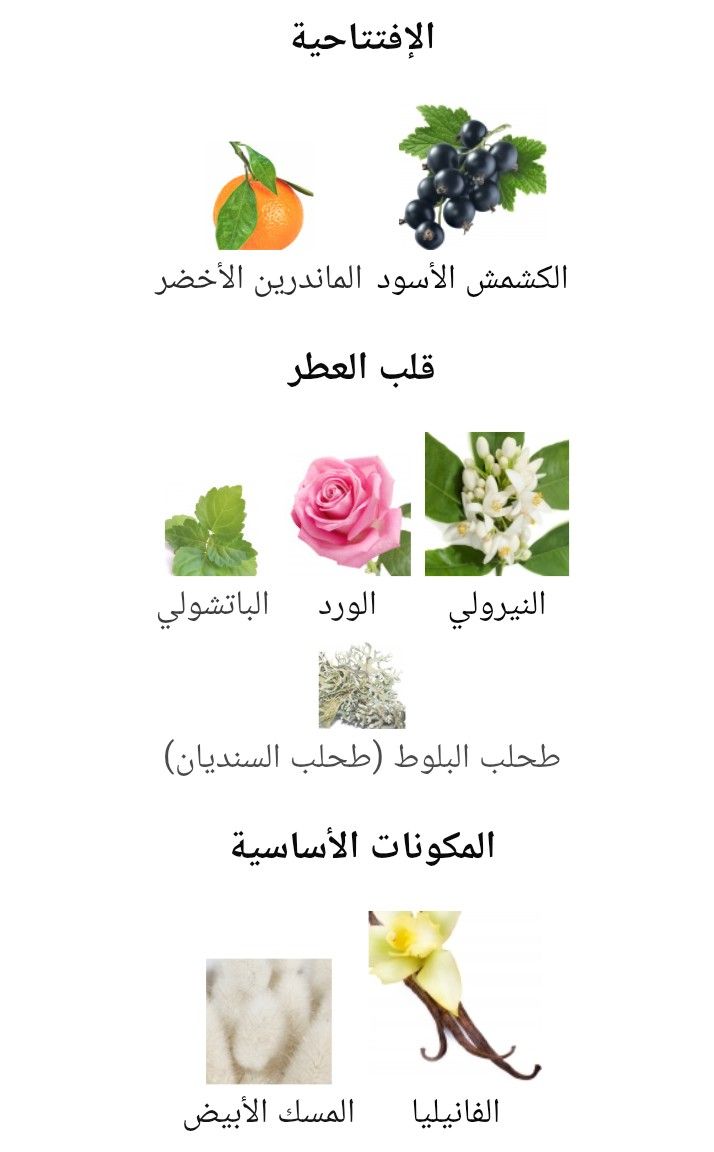 الإفتتاحية
الكشمش الأسود الماندرين الأخضر
قلب العطر
النيرولي الورد الباتشولي
طحلب البلوط (طحلب السنديان)
المكونات الأساسية
الفانيليا المسك الأبيض